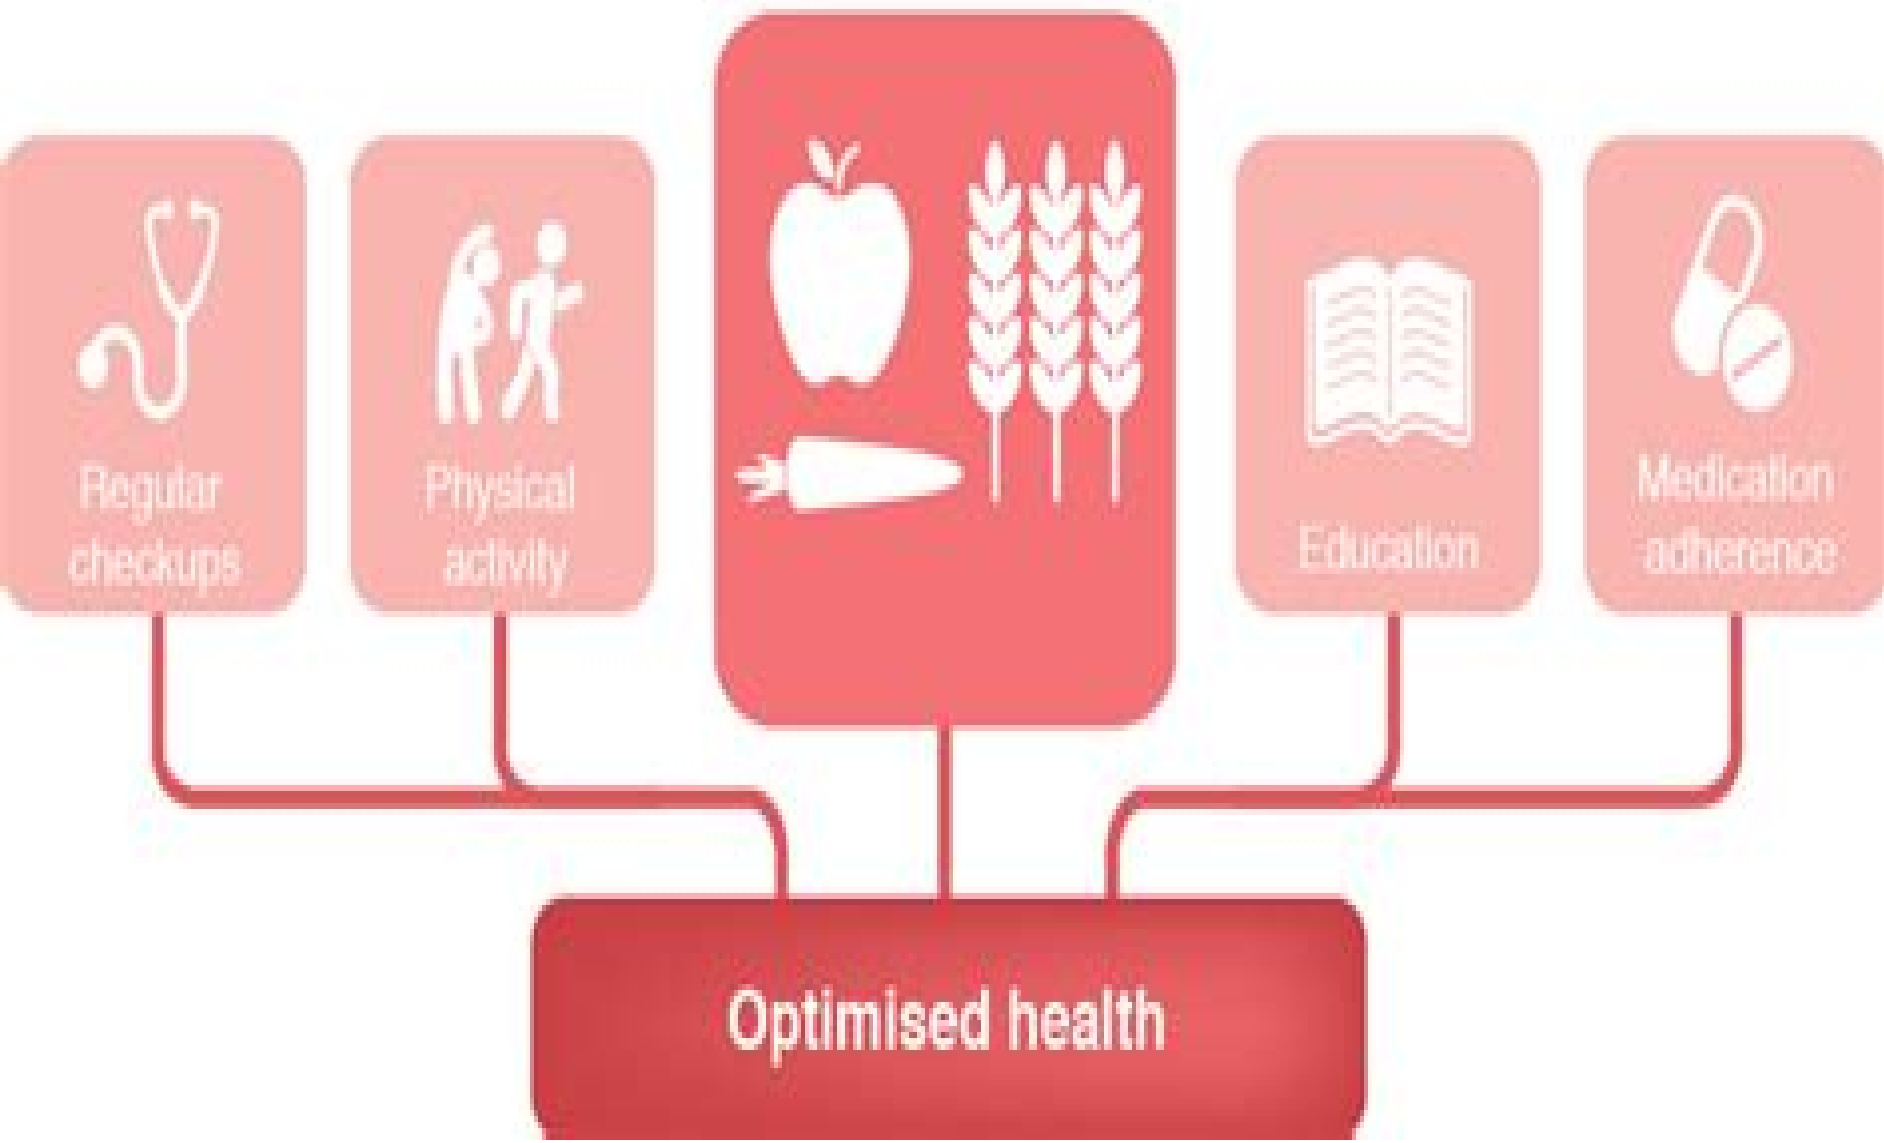 Regular
checkups
Physical
activity
Education
Medication
adherence
Optimised health